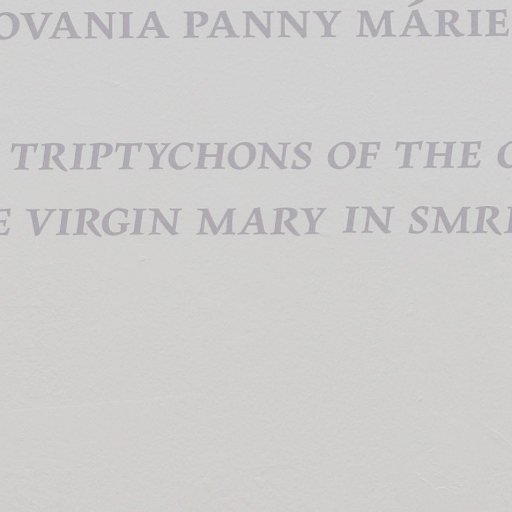 OVANIA PANNY MÁRIE
TRIPTYCHONS OF THE
VIRGIN MARY IN SMR